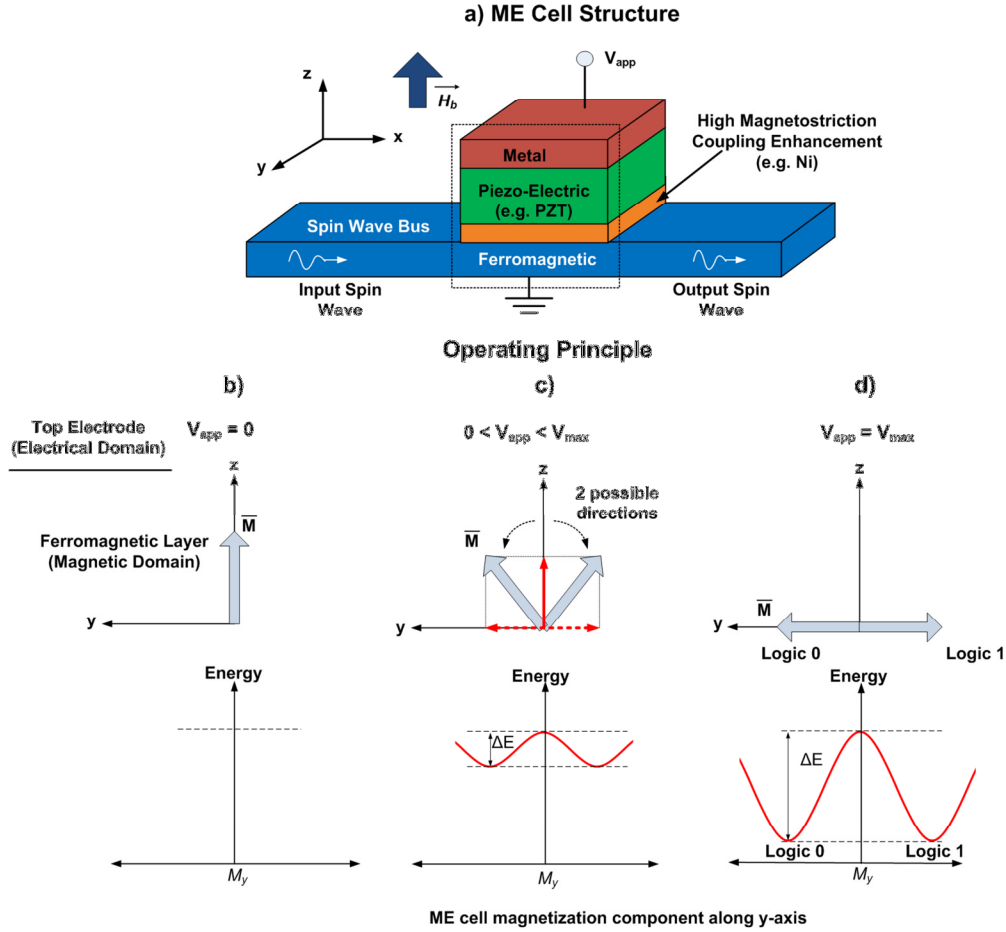 a) ME Cell Structure
V_app
z
H_b
x
y
High Magnetostriction
Coupling Enhancement
(e.g. Ni)
Metal
Piezo-Electric
(e.g. PZT)
Spin Wave Bus
Ferromagnetic
Input Spin
Wave
Output Spin
Wave
Operating Principle
b)
c)
d)
Top Electrode
(Electrical Domain)
V_app = 0
0 < V_app < V_max
V_app = V_max
z
z
z
2 possible
directions
M
M
Ferromagnetic Layer
(Magnetic Domain)
y
y
y
M
Logic 0
Logic 1
Energy
Energy
Energy
ΔE
ΔE
Logic 0
Logic 1
M_y
M_y
M_y
ME cell magnetization component along y-axis